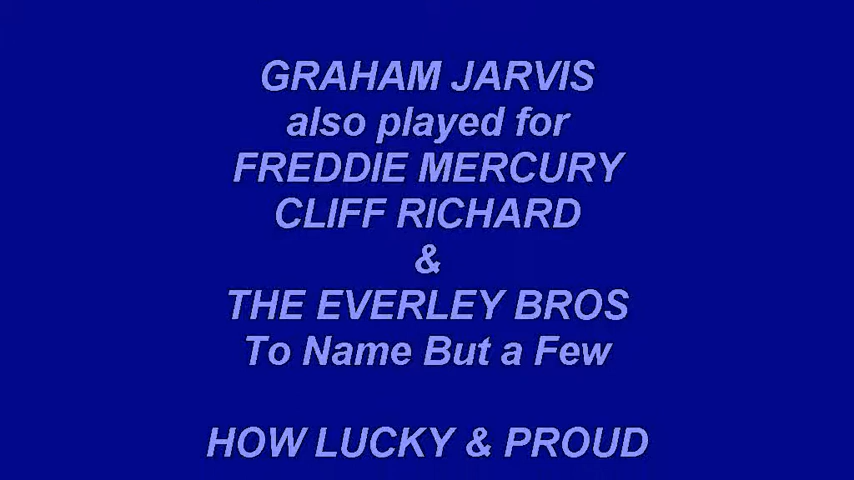 GRAHAM JARVIS
also played for
FREDDIE MERCURY
CLIFF RICHARD
&
THE EVERLEY BROS
To Name But a Few
HOW LUCKY & PROUD